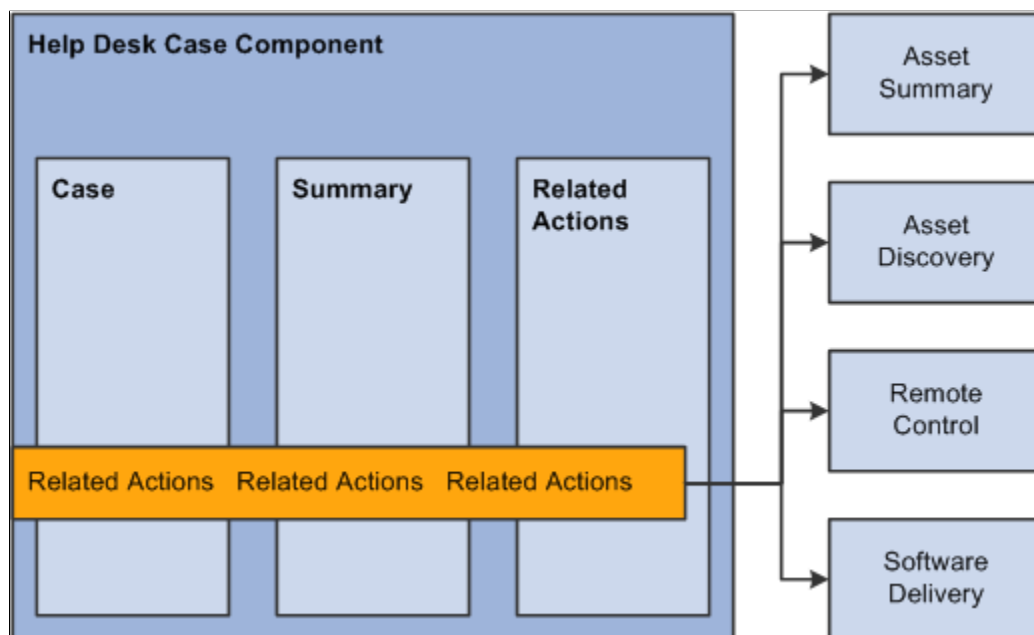 Help Desk Case Component
Case
Summary
Related
Actions
Related Actions Related Actions Related Actions
Asset
Summary
Asset
Discovery
Remote
Control
Software
Delivery